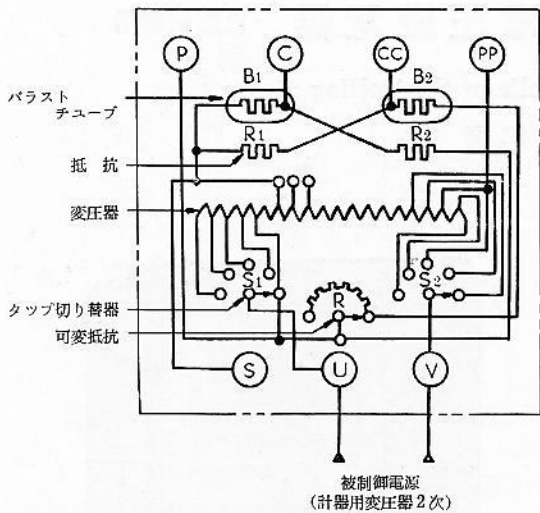 P
C
CC
PP
B1
B2
バラスト
チューブ
R1
R2
抵 抗
変圧器
S1
S2
タップ切り替器
R
可変抵抗
S
U
V
被制御電源
(計器用変圧器2次)